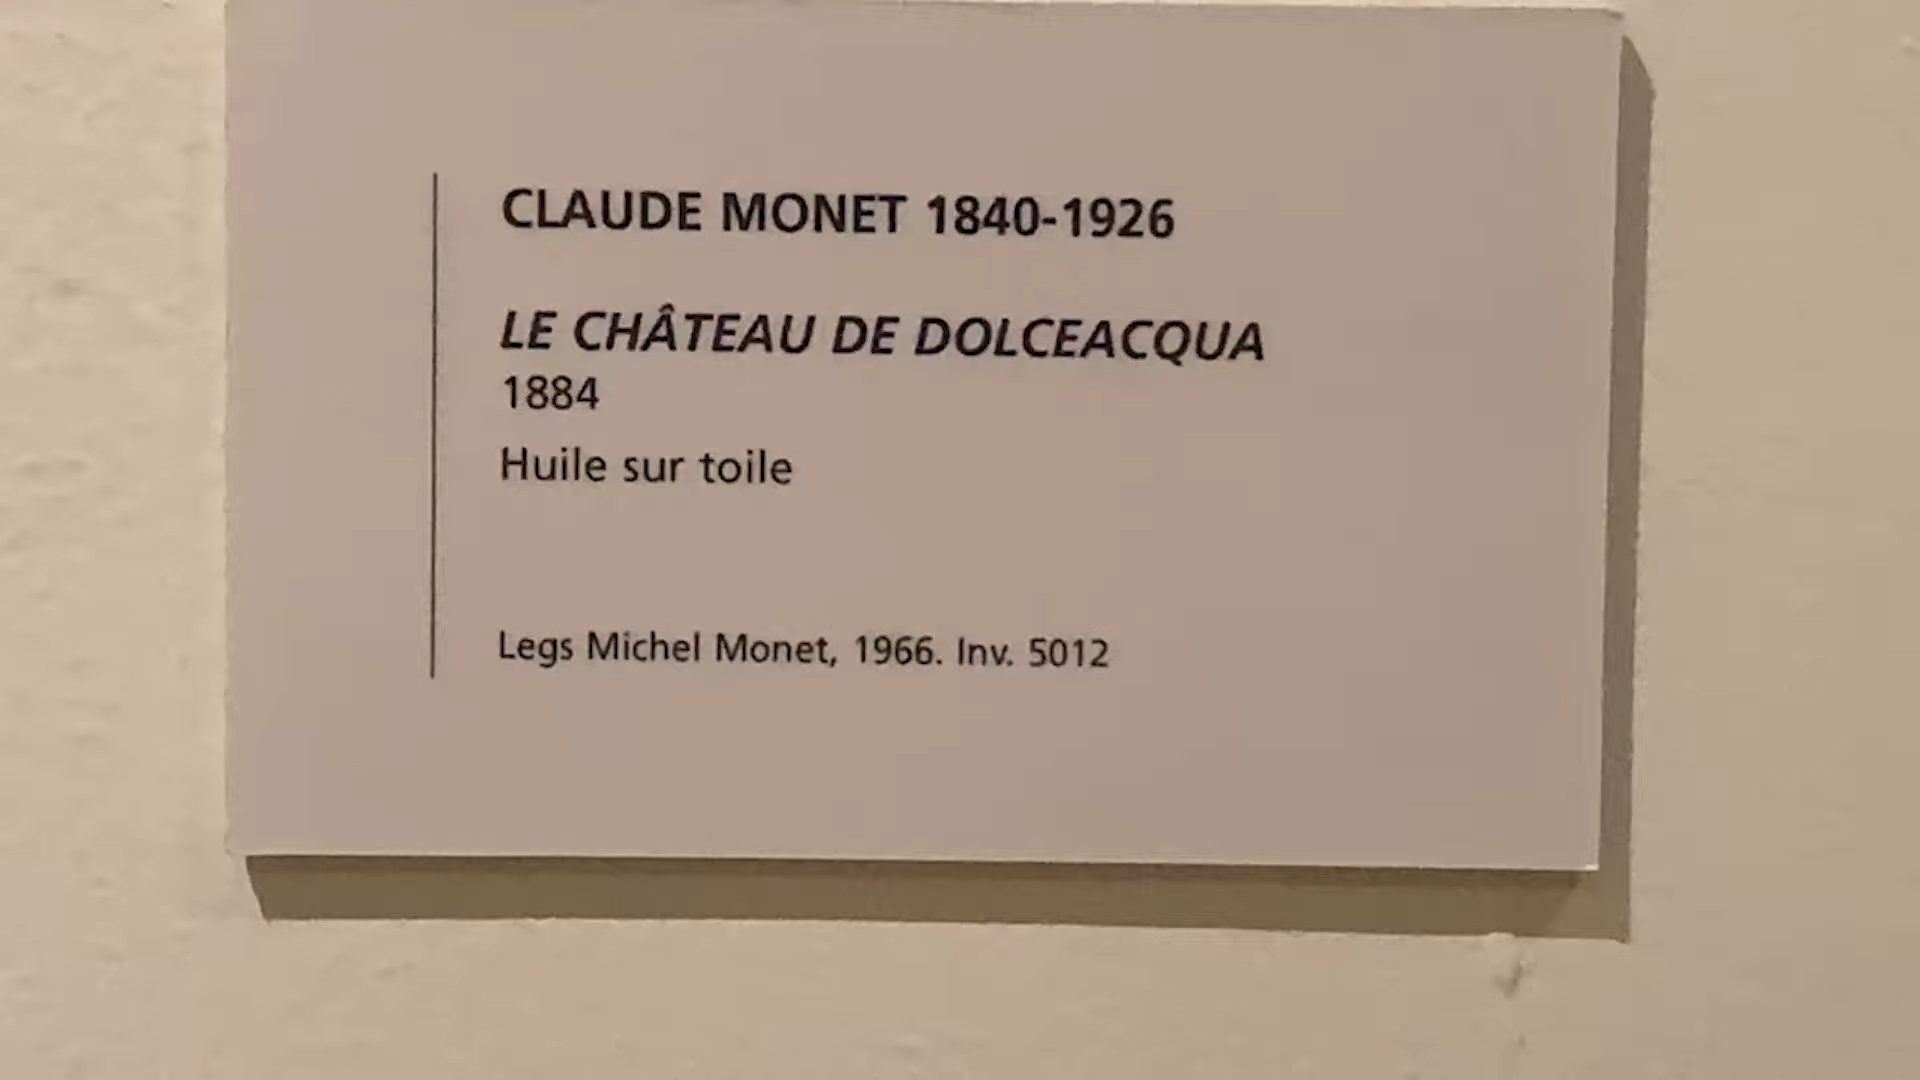 CLAUDE MONET 1840-1926
LE CHÂTEAU DE DOLCEACQUA
1884
Huile sur toile
Legs Michel Monet, 1966. Inv. 5012